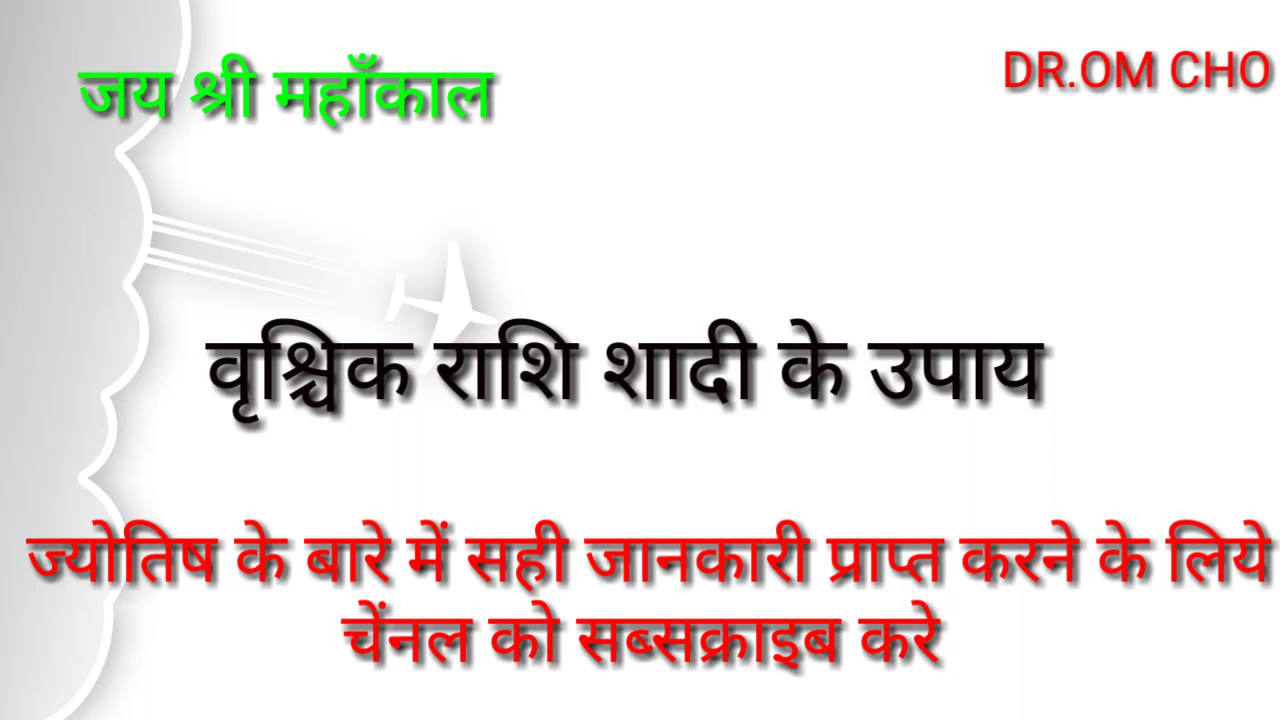 जय श्री महाँकाल
DR.OM CHO
वृश्चिक राशि शादी के उपाय
ज्योतिष के बारे में सही जानकारी प्राप्त करने के लिये
चेंनल को सब्सक्राइब करे